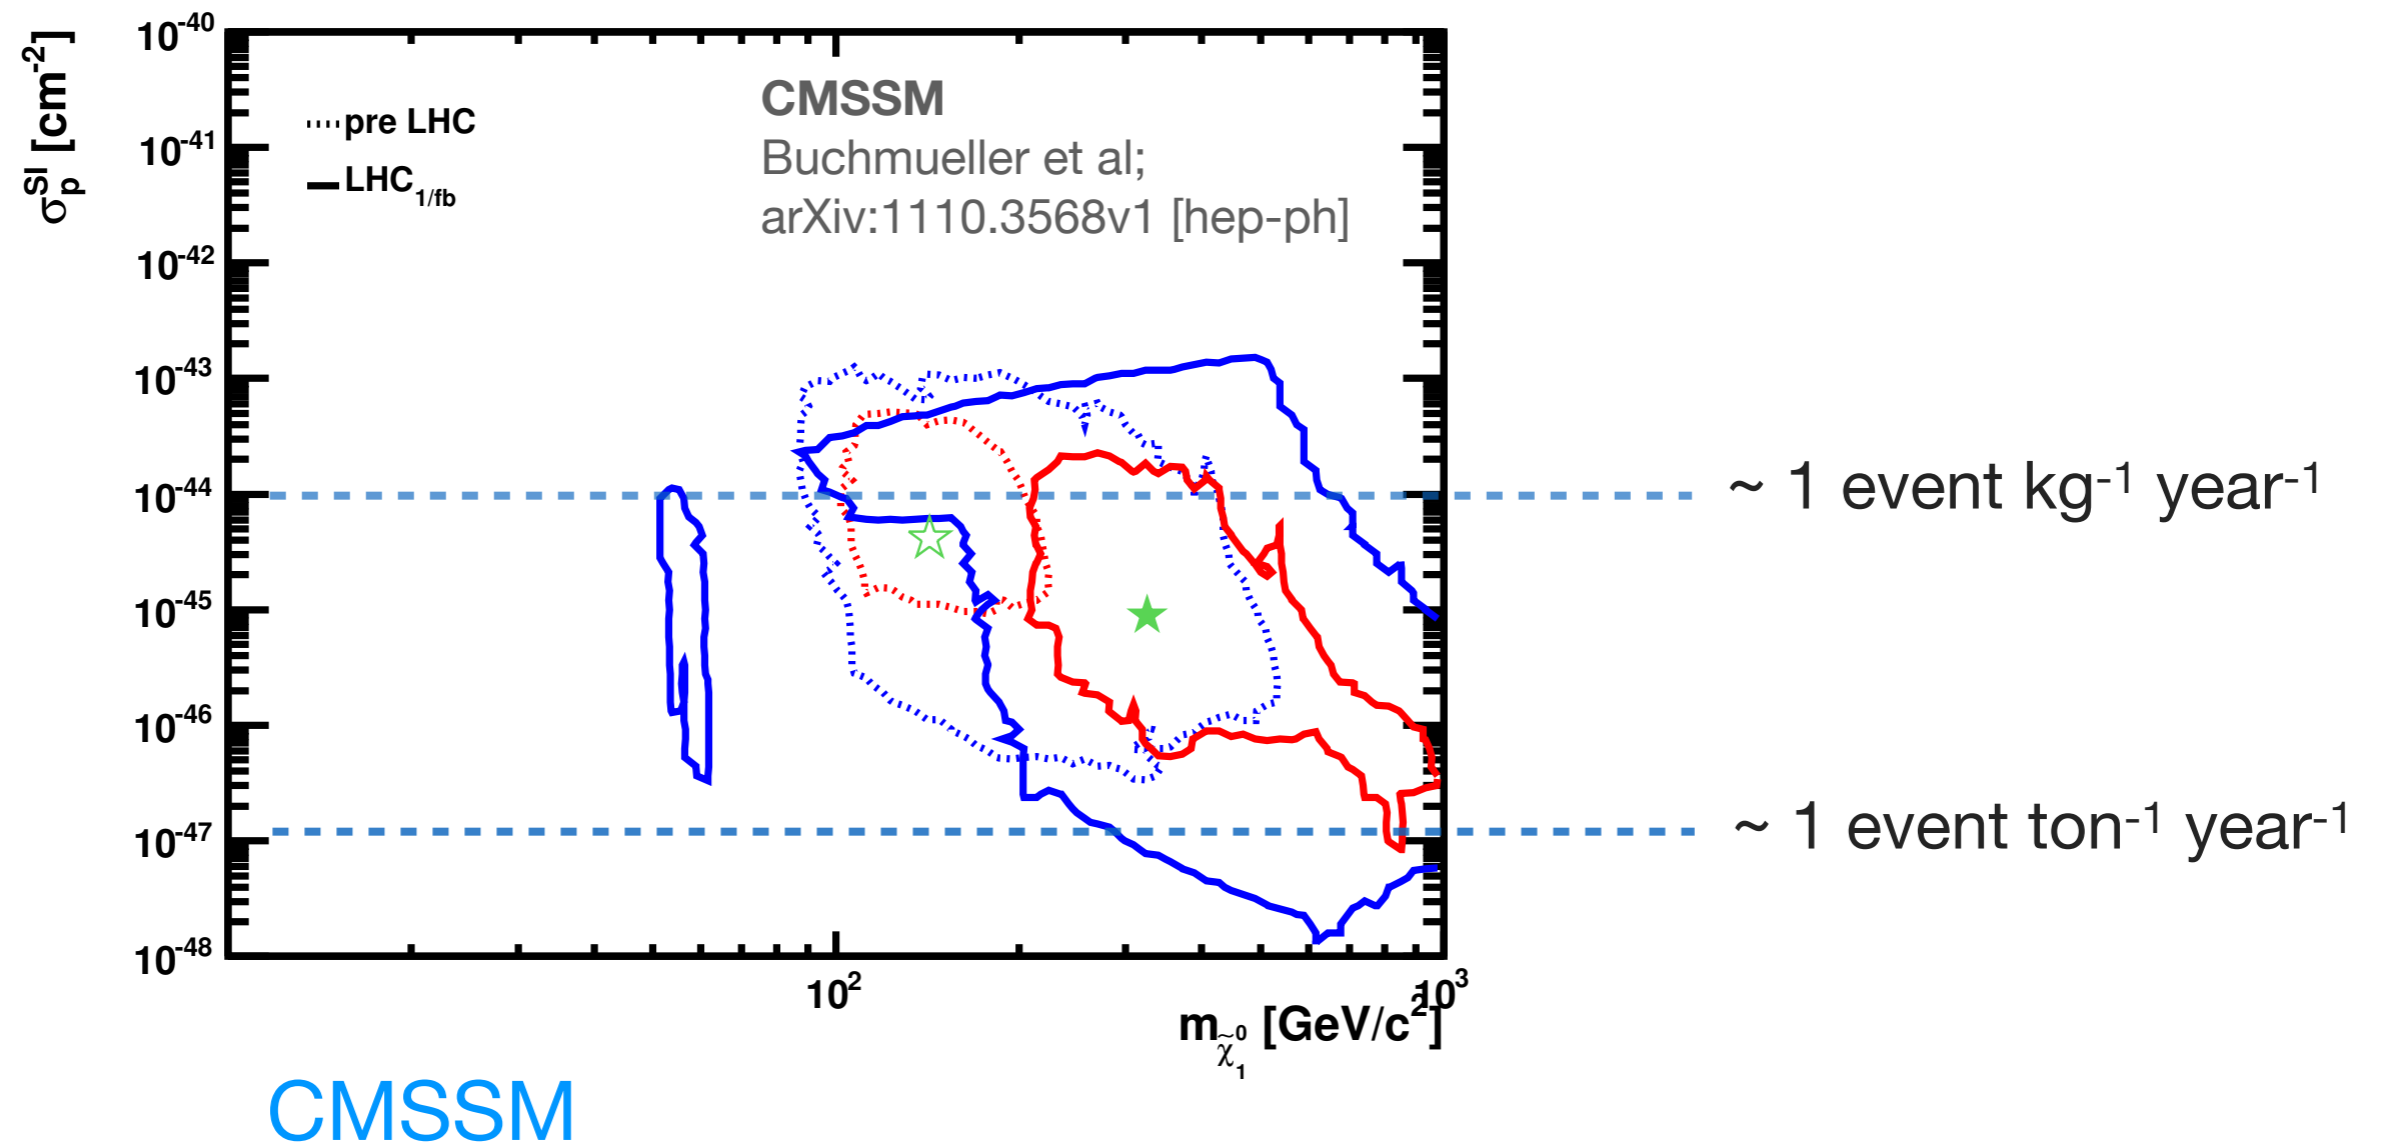 10⁻⁴⁰
σₚˢᴵ [cm⁻²]
CMSSM
pre LHC
Buchmueller et al;
10⁻⁴¹
LHC₁/fb
arXiv:1110.3568v1 [hep-ph]
10⁻⁴²
10⁻⁴³
10⁻⁴⁴
~ 1 event kg⁻¹ year⁻¹
10⁻⁴⁵
10⁻⁴⁶
10⁻⁴⁷
~ 1 event ton⁻¹ year⁻¹
10⁻⁴⁸
10² 10³
m_χ̃₁⁰ [GeV/c²]
CMSSM